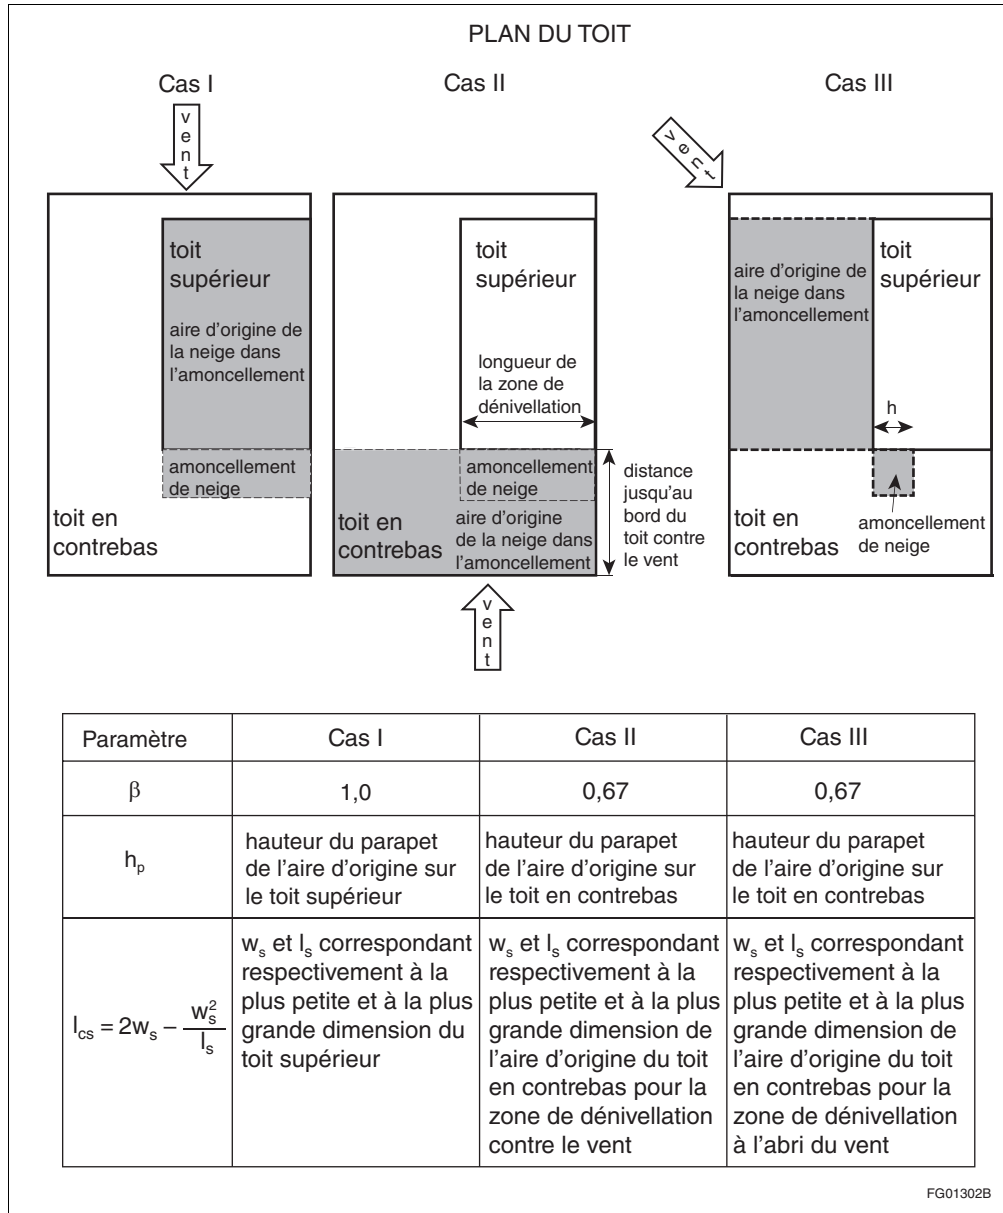 PLAN DU TOIT
Cas I
Cas II
Cas III
vent
vent
toit
supérieur
aire d'origine de
la neige dans
l'amoncellement
amoncellement
de neige
toit en
contrebas
toit
supérieur
longueur de
la zone de
dénivellation
amoncellement
de neige
toit en
contrebas
aire d'origine
de la neige dans
l'amoncellement
distance
jusqu'au
bord du
toit contre
le vent
vent
aire d'origine de
la neige dans
l'amoncellement
toit
supérieur
h
toit en
contrebas
amoncellement
de neige
Paramètre
Cas I
Cas II
Cas III
β
1,0
0,67
0,67
hp
hauteur du parapet
de l'aire d'origine sur
le toit supérieur
hauteur du parapet
de l'aire d'origine sur
le toit en contrebas
hauteur du parapet
de l'aire d'origine sur
le toit en contrebas
lcs = 2ws – ws²/ls
ws et ls correspondant
respectivement à la
plus petite et à la plus
grande dimension du
toit supérieur
ws et ls correspondant
respectivement à la
plus petite et à la plus
grande dimension de
l'aire d'origine du toit
en contrebas pour la
zone de dénivellation
contre le vent
ws et ls correspondant
respectivement à la
plus petite et à la plus
grande dimension de
l'aire d'origine du toit
en contrebas pour la
zone de dénivellation
à l'abri du vent
FG01302B